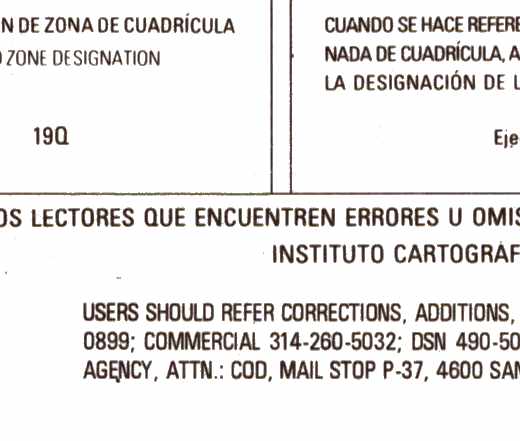 N DE ZONA DE CUADRÍCULA
ZONE DESIGNATION
19Q
CUANDO SE HACE REFERE
NADA DE CUADRÍCULA, A
LA DESIGNACIÓN DE L
Eje
OS LECTORES QUE ENCUENTREN ERRORES U OMIS
INSTITUTO CARTOGRÁF
USERS SHOULD REFER CORRECTIONS, ADDITIONS,
0899; COMMERCIAL 314-260-5032; DSN 490-50
AGENCY, ATTN.: COD, MAIL STOP P-37, 4600 SAN